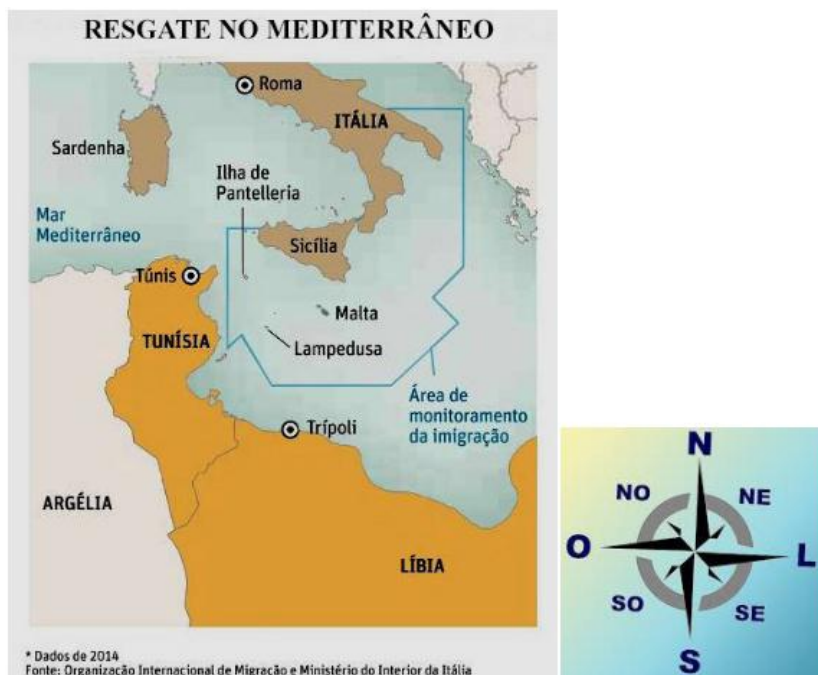 RESGATE NO MEDITERRÂNEO
Roma
ITÁLIA
Sardenha
Ilha de
Pantelleria
Mar
Mediterrâneo
Sicília
Túnis
Malta
TUNÍSIA
Lampedusa
Área de
monitoramento
da imigração
Trípoli
ARGÉLIA
LÍBIA
* Dados de 2014
Fonte: Organização Internacional de Migração e Ministério do Interior da Itália
N
NO
NE
O
L
SO
SE
S